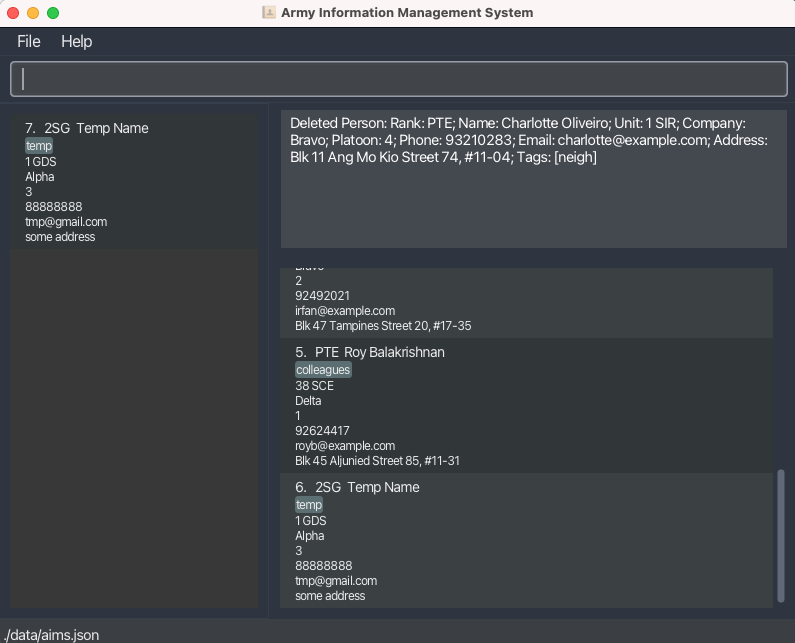 Army Information Management System
File Help
7. 2SG Temp Name
temp
1 GDS
Alpha
3
88888888
tmp@gmail.com
some address
Deleted Person: Rank: PTE; Name: Charlotte Oliveiro; Unit: 1 SIR; Company:
Bravo; Platoon: 4; Phone: 93210283; Email: charlotte@example.com; Address:
Blk 11 Ang Mo Kio Street 74, #11-04; Tags: [neigh]
Bravo
2
92492021
irfan@example.com
Blk 47 Tampines Street 20, #17-35
5. PTE Roy Balakrishnan
colleagues
38 SCE
Delta
1
92624417
royb@example.com
Blk 45 Aljunied Street 85, #11-31
6. 2SG Temp Name
temp
1 GDS
Alpha
3
88888888
tmp@gmail.com
some address
./data/aims.json